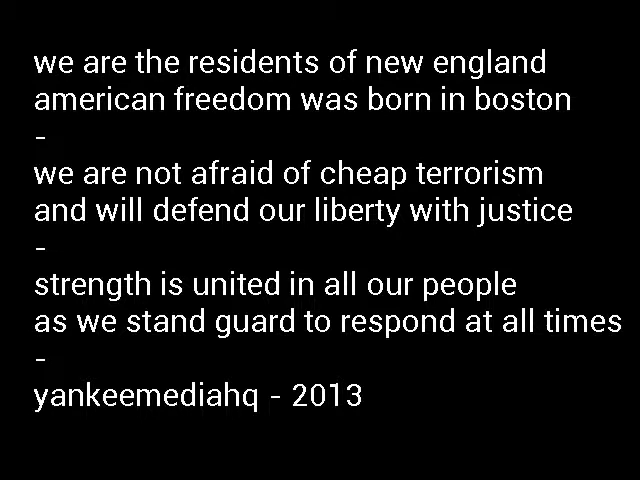 we are the residents of new england
american freedom was born in boston
-
we are not afraid of cheap terrorism
and will defend our liberty with justice
-
strength is united in all our people
as we stand guard to respond at all times
-
yankeemediahq - 2013